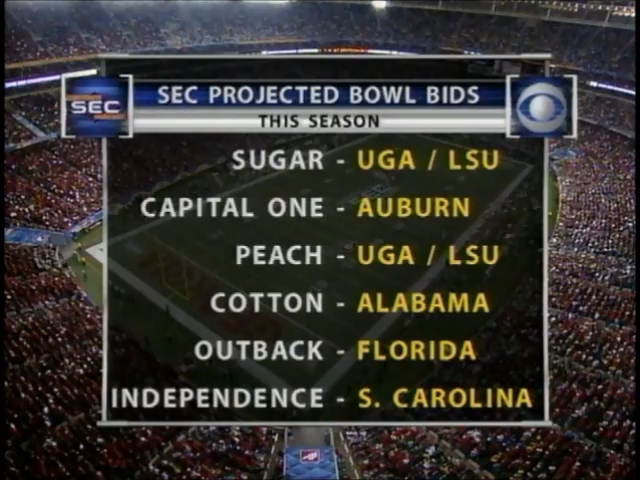 SEC
SEC PROJECTED BOWL BIDS
THIS SEASON
SUGAR - UGA / LSU
CAPITAL ONE - AUBURN
PEACH - UGA / LSU
COTTON - ALABAMA
OUTBACK - FLORIDA
INDEPENDENCE - S. CAROLINA